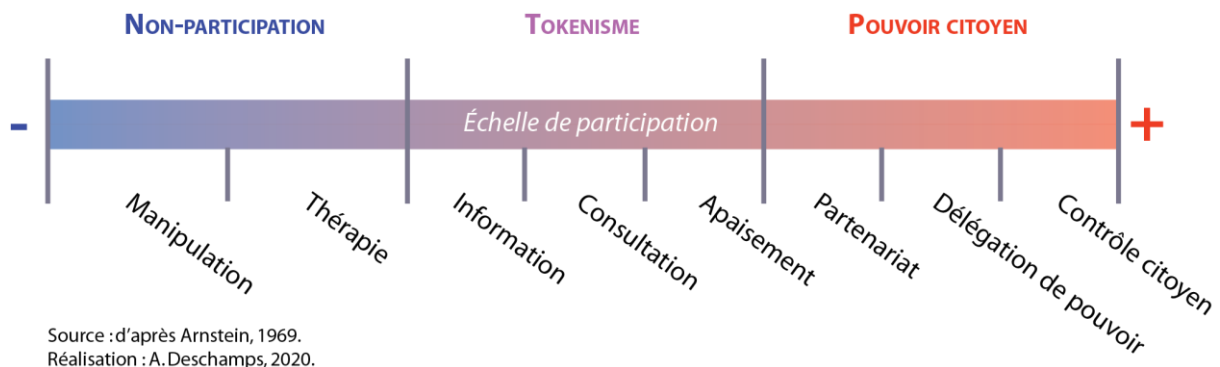 NON-PARTICIPATION
TOKENISME
POUVOIR CITOYEN
-
Échelle de participation
+
Manipulation
Thérapie
Information
Consultation
Apaisement
Partenariat
Délégation de pouvoir
Contrôle citoyen
Source : d'après Arnstein, 1969.
Réalisation : A. Deschamps, 2020.